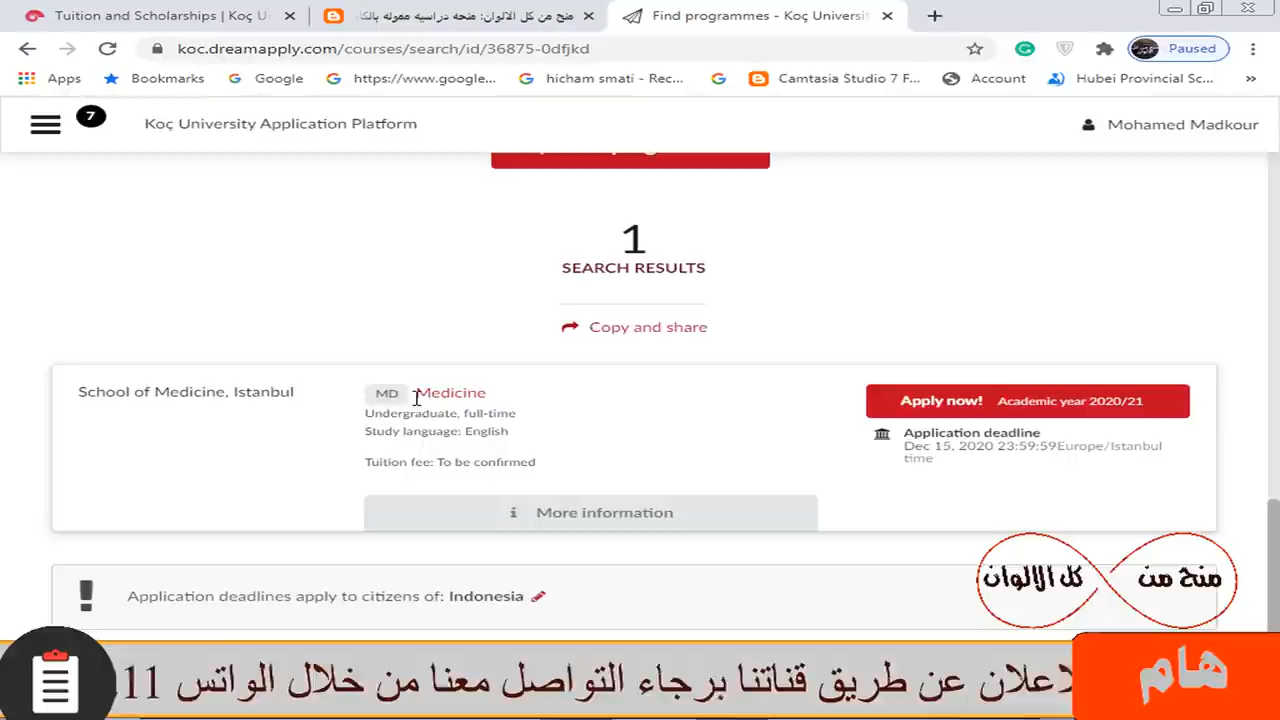 Tuition and Scholarships | Koç U
منح من كل الالوان: منحه دراسيه مموله بالكا
Find programmes - Koç Universit
koc.dreamapply.com/courses/search/id/36875-0dfjkd
Paused
Apps
Bookmarks
Google
https://www.google...
hicham smati - Rec...
Camtasia Studio 7 F...
Account
Hubei Provincial Sc...
7
Koç University Application Platform
Mohamed Madkour
1
SEARCH RESULTS
Copy and share
School of Medicine, Istanbul
MD Medicine
Undergraduate, full-time
Study language: English
Tuition fee: To be confirmed
More information
Apply now! Academic year 2020/21
Application deadline
Dec 15, 2020 23:59:59Europe/Istanbul
time
Application deadlines apply to citizens of: Indonesia
منح من كل الالوان
هام
لاعلان عن طريق قناتنا برجاء التواصل معنا من خلال الواتس 11